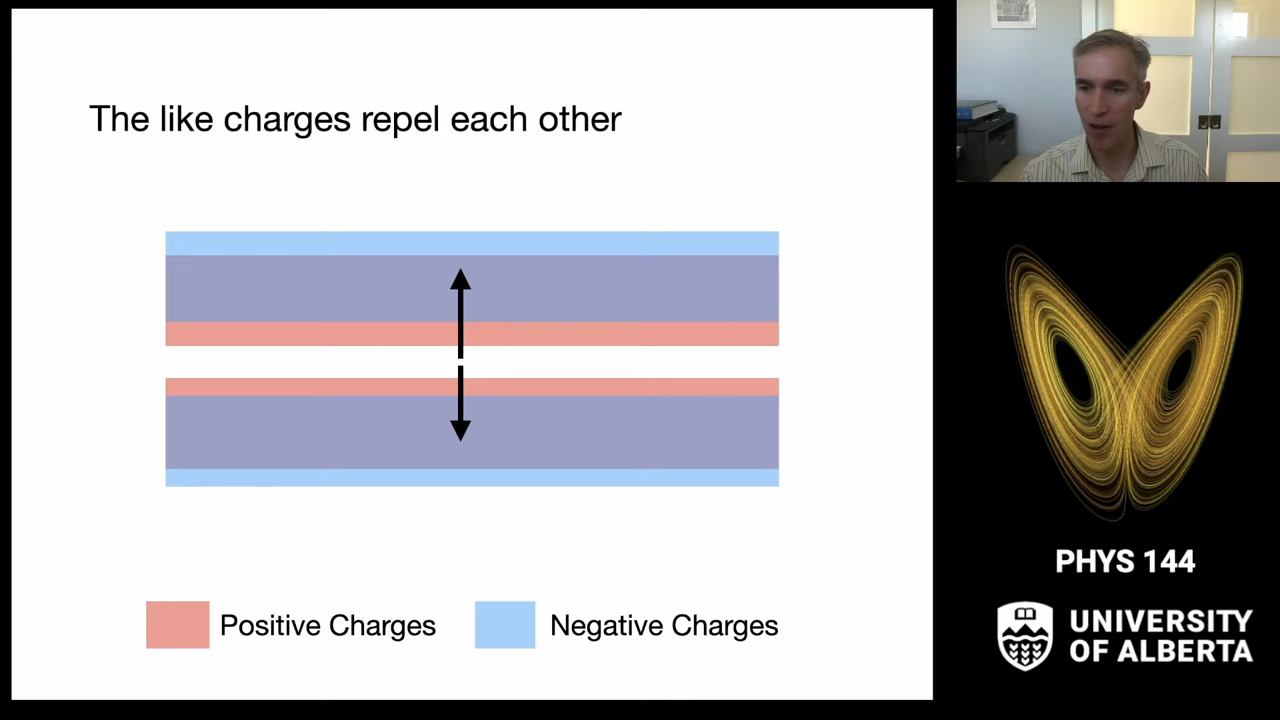 The like charges repel each other
Positive Charges
Negative Charges
PHYS 144
UNIVERSITY
OF ALBERTA